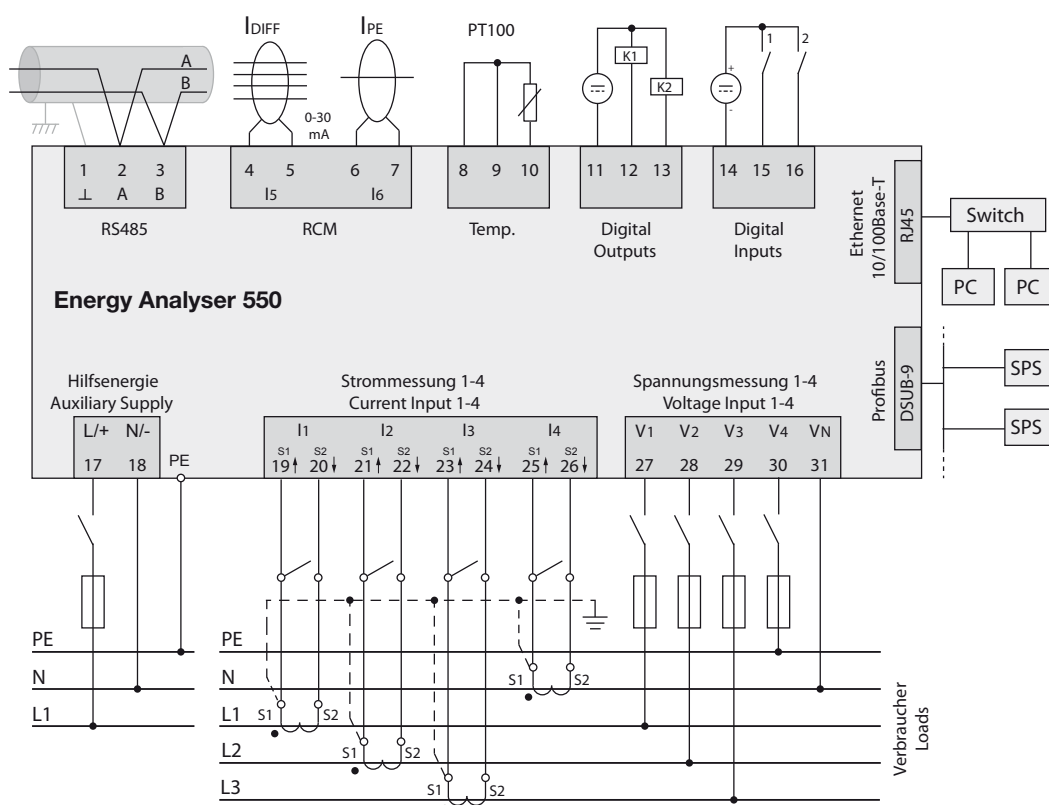 IDIFF IPE PT100
1 2
A
B
0-30
mA
K1
K2
+
-
1 2 3
⊥ A B
RS485
4 5 6 7
I5 I6
RCM
8 9 10
Temp.
11 12 13
Digital
Outputs
14 15 16
Digital
Inputs
Ethernet
10/100Base-T
RJ45
Switch
PC PC
Energy Analyser 550
Profibus
DSUB-9
SPS
SPS
Hilfsenergie
Auxiliary Supply
L/+ N/-
17 18 PE
Strommessung 1-4
Current Input 1-4
I1 I2 I3 I4
S1 S2 S1 S2 S1 S2 S1 S2
19 20 21 22 23 24 25 26
Spannungsmessung 1-4
Voltage Input 1-4
V1 V2 V3 V4 VN
27 28 29 30 31
PE PE
N N
S1 S2
L1 L1
S1 S2
L2
S1 S2
L3
S1 S2
Verbraucher
Loads